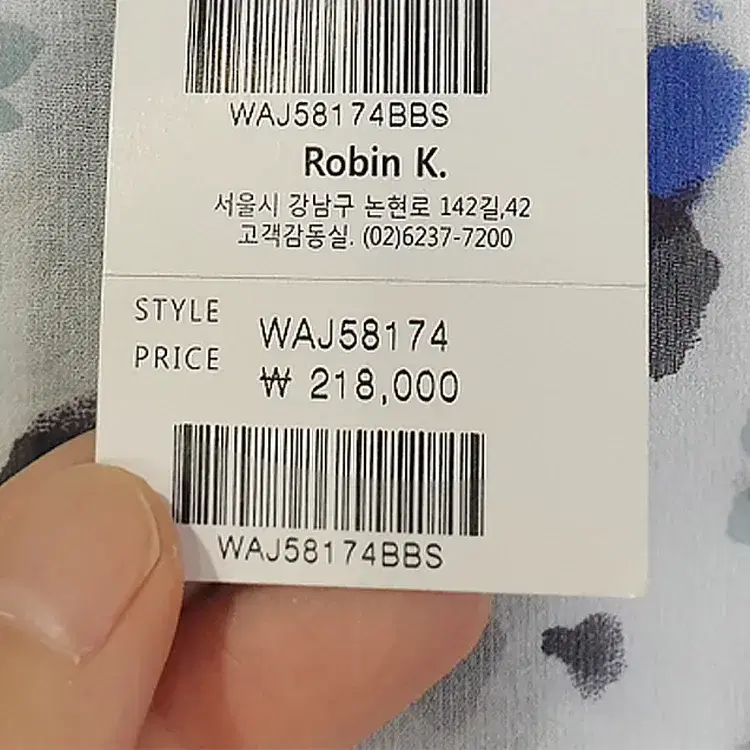 WAJ58174BBS
Robin K.
서울시 강남구 논현로 142길,42
고객감동실. (02)6237-7200
STYLE WAJ58174
PRICE ₩ 218,000
WAJ58174BBS